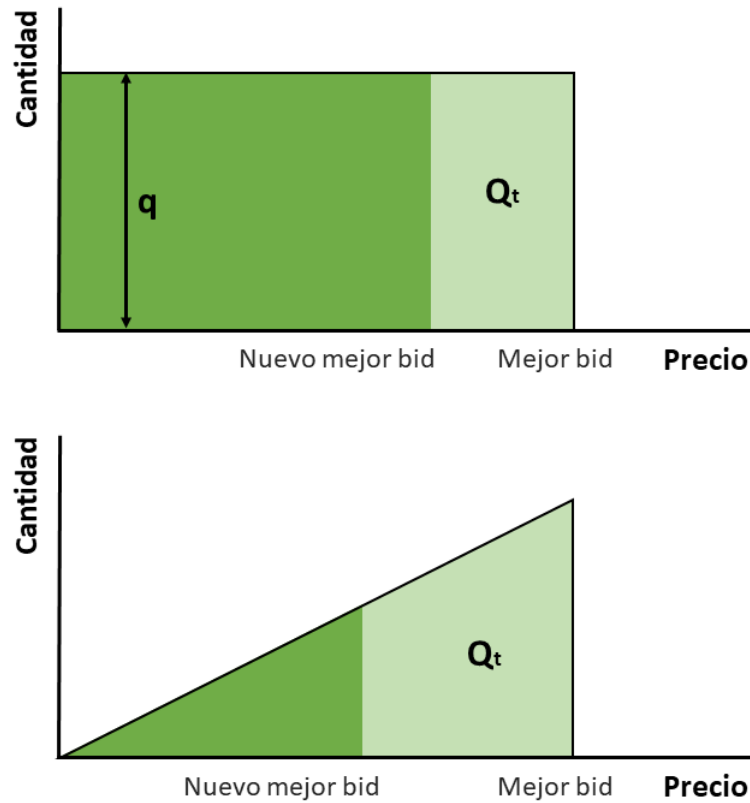 Cantidad
q
Qt
Nuevo mejor bid Mejor bid Precio
Cantidad
Qt
Nuevo mejor bid Mejor bid Precio